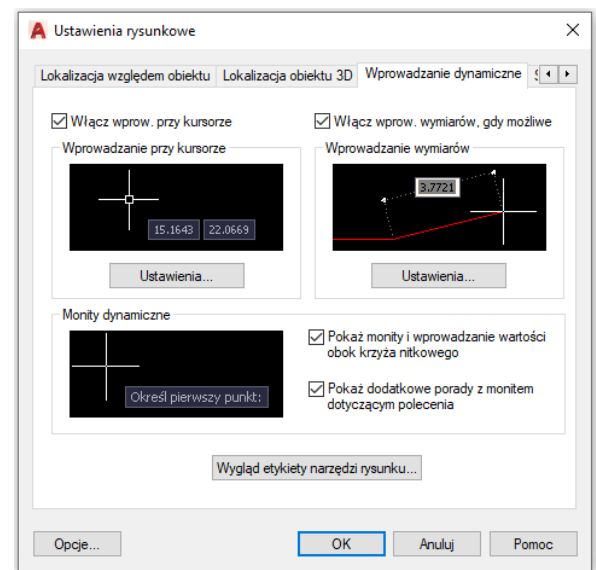 Ustawienia rysunkowe
Lokalizacja względem obiektu Lokalizacja obiektu 3D Wprowadzanie dynamiczne
Włącz wprow. przy kursorze
Włącz wprow. wymiarów, gdy możliwe
Wprowadzanie przy kursorze
Wprowadzanie wymiarów
3.7721
15.1643 22.0669
Ustawienia...
Ustawienia...
Monity dynamiczne
Określ pierwszy punkt:
Pokaż monity i wprowadzanie wartości
obok krzyża nitkowego
Pokaż dodatkowe porady z monitem
dotyczącym polecenia
Wygląd etykiety narzędzi rysunku...
Opcje... OK Anuluj Pomoc